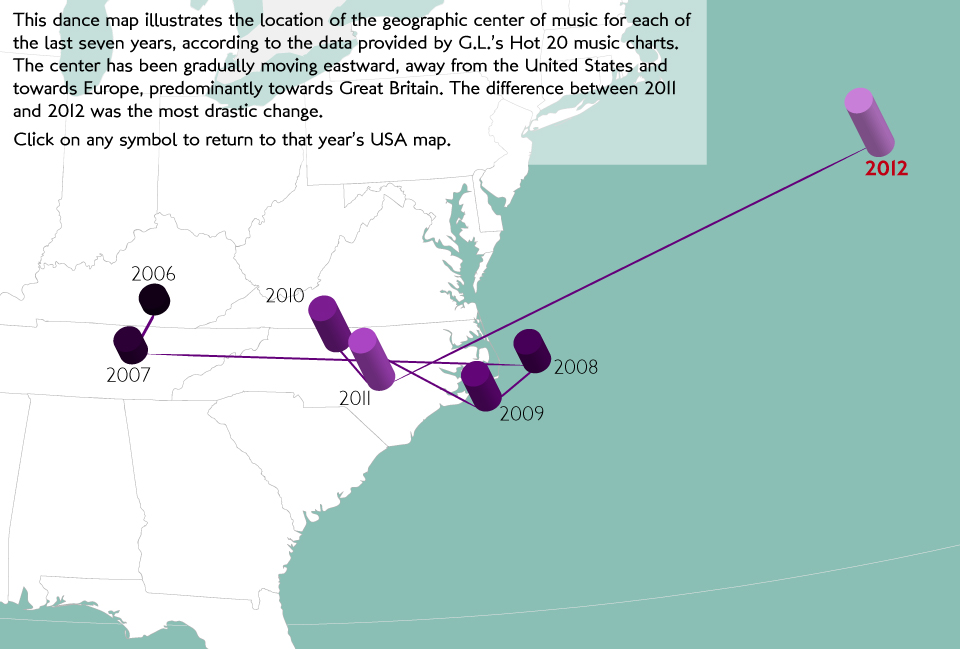 This dance map illustrates the location of the geographic center of music for each of
the last seven years, according to the data provided by G.L.'s Hot 20 music charts.
The center has been gradually moving eastward, away from the United States and
towards Europe, predominantly towards Great Britain. The difference between 2011
and 2012 was the most drastic change.
Click on any symbol to return to that year's USA map.
2012
2006
2010
2007
2008
2011
2009